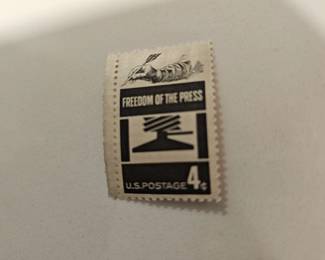 FREEDOM OF THE PRESS
U.S. POSTAGE 4¢